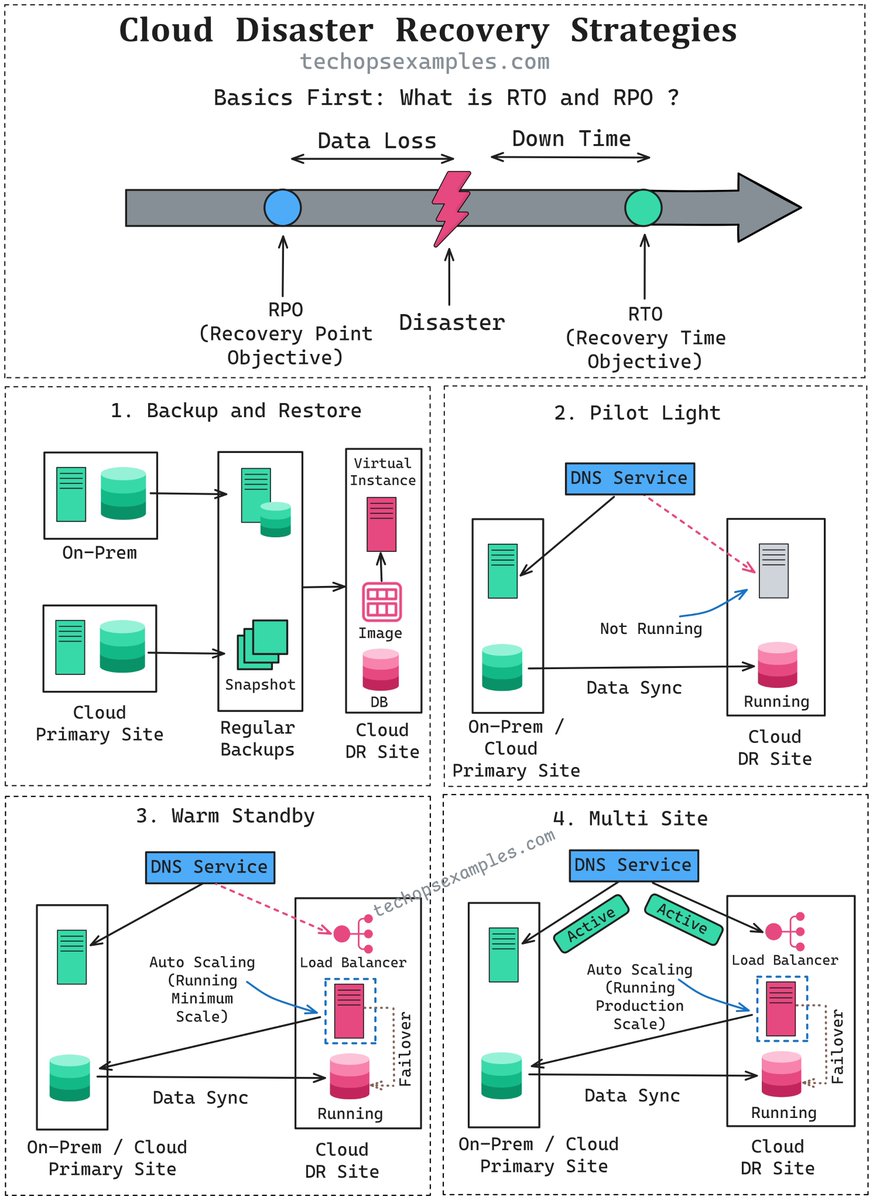 Cloud Disaster Recovery Strategies
techopsexamples.com
Basics First: What is RTO and RPO ?
Data Loss
Down Time
RPO
(Recovery Point
Objective)
Disaster
RTO
(Recovery Time
Objective)
1. Backup and Restore
On-Prem
Cloud
Primary Site
Snapshot
Regular
Backups
Virtual
Instance
Image
DB
Cloud
DR Site
2. Pilot Light
DNS Service
Not Running
Data Sync
Running
On-Prem /
Cloud
Primary Site
Cloud
DR Site
3. Warm Standby
DNS Service
techopsexamples.com
Load Balancer
Auto Scaling
(Running
Minimum
Scale)
Failover
Data Sync
Running
On-Prem / Cloud
Primary Site
Cloud
DR Site
4. Multi Site
DNS Service
Active
Active
Load Balancer
Auto Scaling
(Running
Production
Scale)
Failover
Data Sync
Running
On-Prem / Cloud
Primary Site
Cloud
DR Site